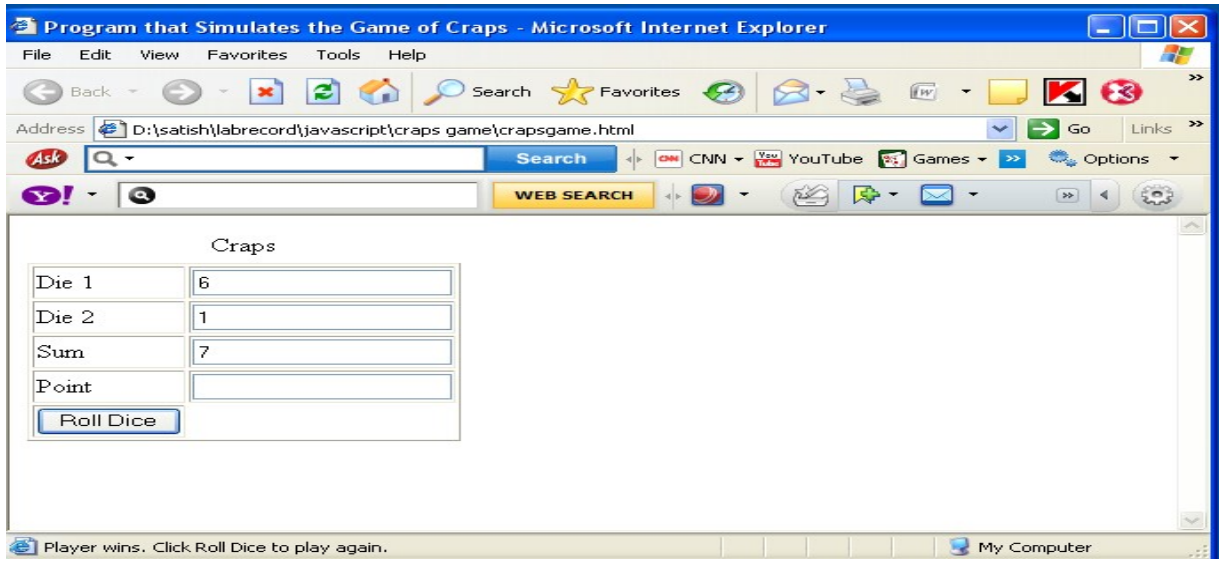 Program that Simulates the Game of Craps - Microsoft Internet Explorer
File Edit View Favorites Tools Help
Back Search Favorites W K »
Address D:\satish\labrecord\javascript\craps game\crapsgame.html Go Links »
Ask Search CNN CNN YouTube Games » Options
Y! WEB SEARCH »
Craps
Die 1 6
Die 2 1
Sum 7
Point
Roll Dice
Player wins. Click Roll Dice to play again. My Computer